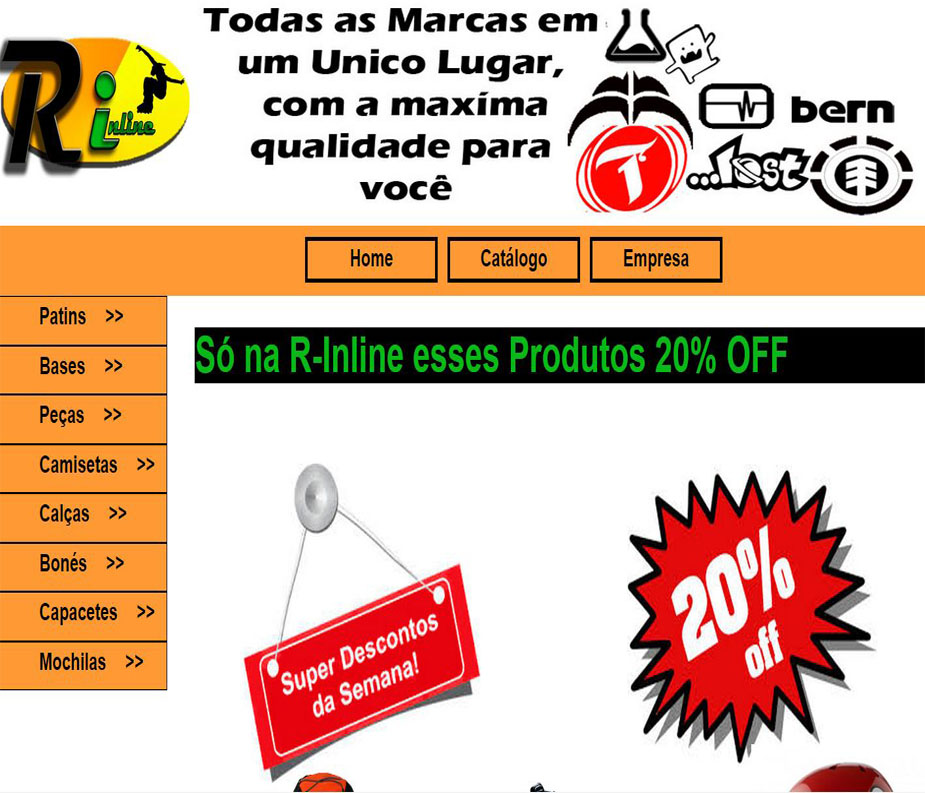 R inline
Todas as Marcas em
um Unico Lugar,
com a maxíma
qualidade para
você
T
bern
...lost
Home
Catálogo
Empresa
Patins >>
Bases >>
Peças >>
Camisetas >>
Calças >>
Bonés >>
Capacetes >>
Mochilas >>
Só na R-Inline esses Produtos 20% OFF
Super Descontos
da Semana!
20%
off